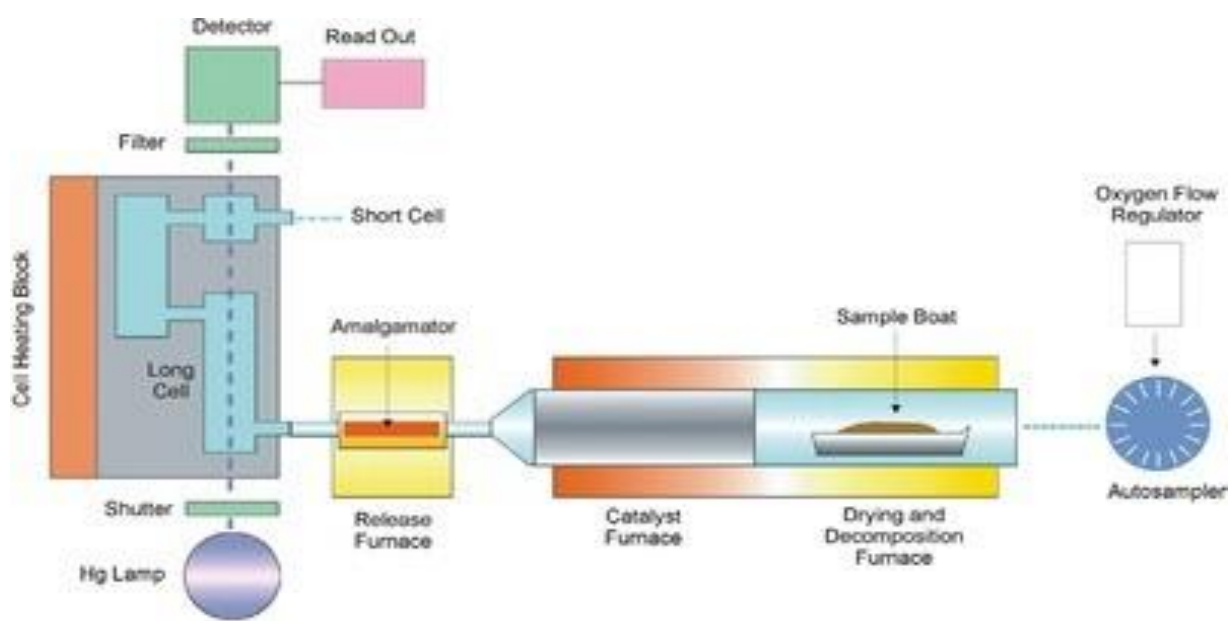 Detector
Read Out
Filter
Short Cell
Oxygen Flow
Regulator
Cell Heating Block
Amalgamator
Sample Boat
Long
Cell
Shutter
Release
Furnace
Catalyst
Furnace
Drying and
Decomposition
Furnace
Autosampler
Hg Lamp